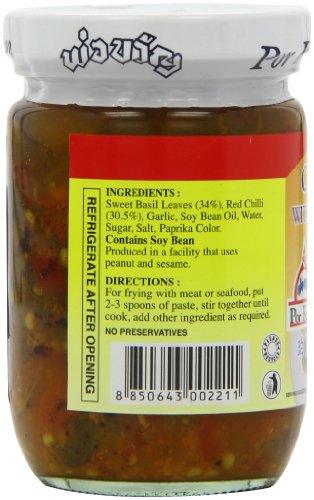 พ่อขวัญ
Por
INGREDIENTS :
Sweet Basil Leaves (34%), Red Chilli
(30.5%), Garlic, Soy Bean Oil, Water,
Sugar, Salt, Paprika Color.
Contains Soy Bean
Produced in a facility that uses
peanut and sesame.
DIRECTIONS :
For frying with meat or seafood, put
2-3 spoons of paste, stir together until
cook, add other ingredient as required.
NO PRESERVATIVES
REFRIGERATE AFTER OPENING
8 850643 002211
Por